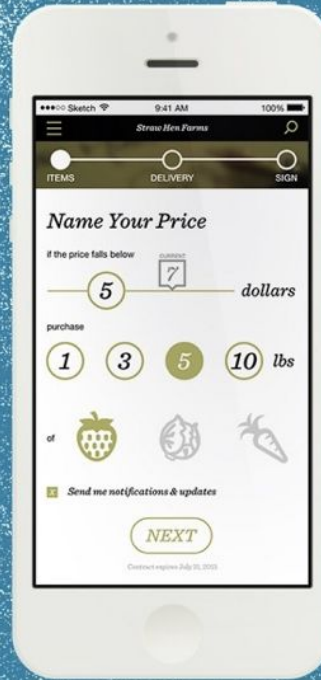 Sketch 9:41 AM 100%
Straw Hen Farms
ITEMS DELIVERY SIGN
Name Your Price
if the price falls below
CURRENT
7
5 dollars
purchase
1 3 5 10 lbs
of
x Send me notifications & updates
NEXT
Contract expires July 31, 2015